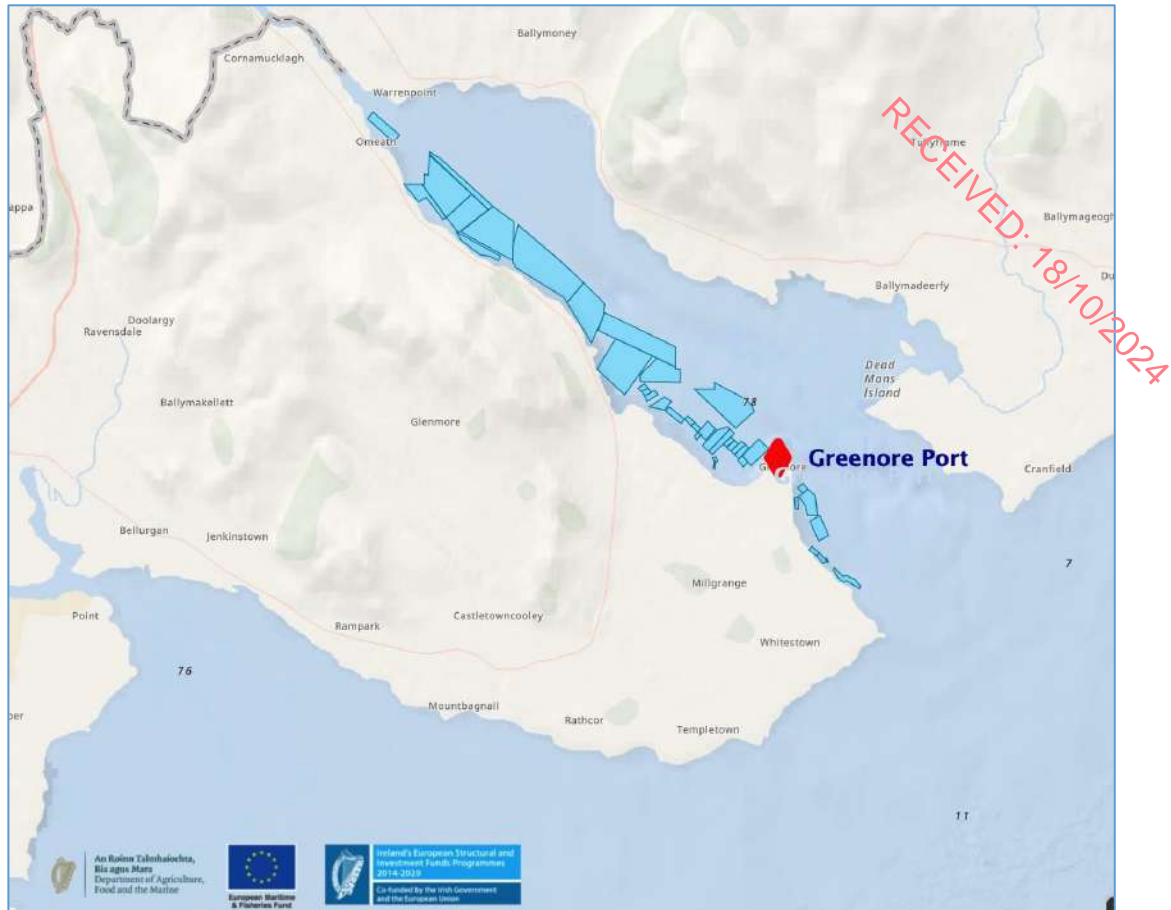 Ballymoney
Cornamucklagh
Warrenpoint
Omeath
Tullyframe
RECEIVED: 18/10/2024
appa
Ballymageogh
Du
Ballymadeerfy
Doolargy
Ravensdale
Dead
Mans
Island
Ballymakellett
78
Glenmore
Greenore Port
Cranfield
Bellurgan
Jenkinstown
7
Millgrange
Point
Castletowncooley
Rampark
Whitestown
76
Mountbagnall
Rathcor
Templetown
11
An Roinn Talmhaíochta,
Bia agus Mara
Department of Agriculture,
Food and the Marine
European Maritime
& Fisheries Fund
Ireland's European Structural and
Investment Funds Programmes
2014-2020
Co-funded by the Irish Government
and the European Union